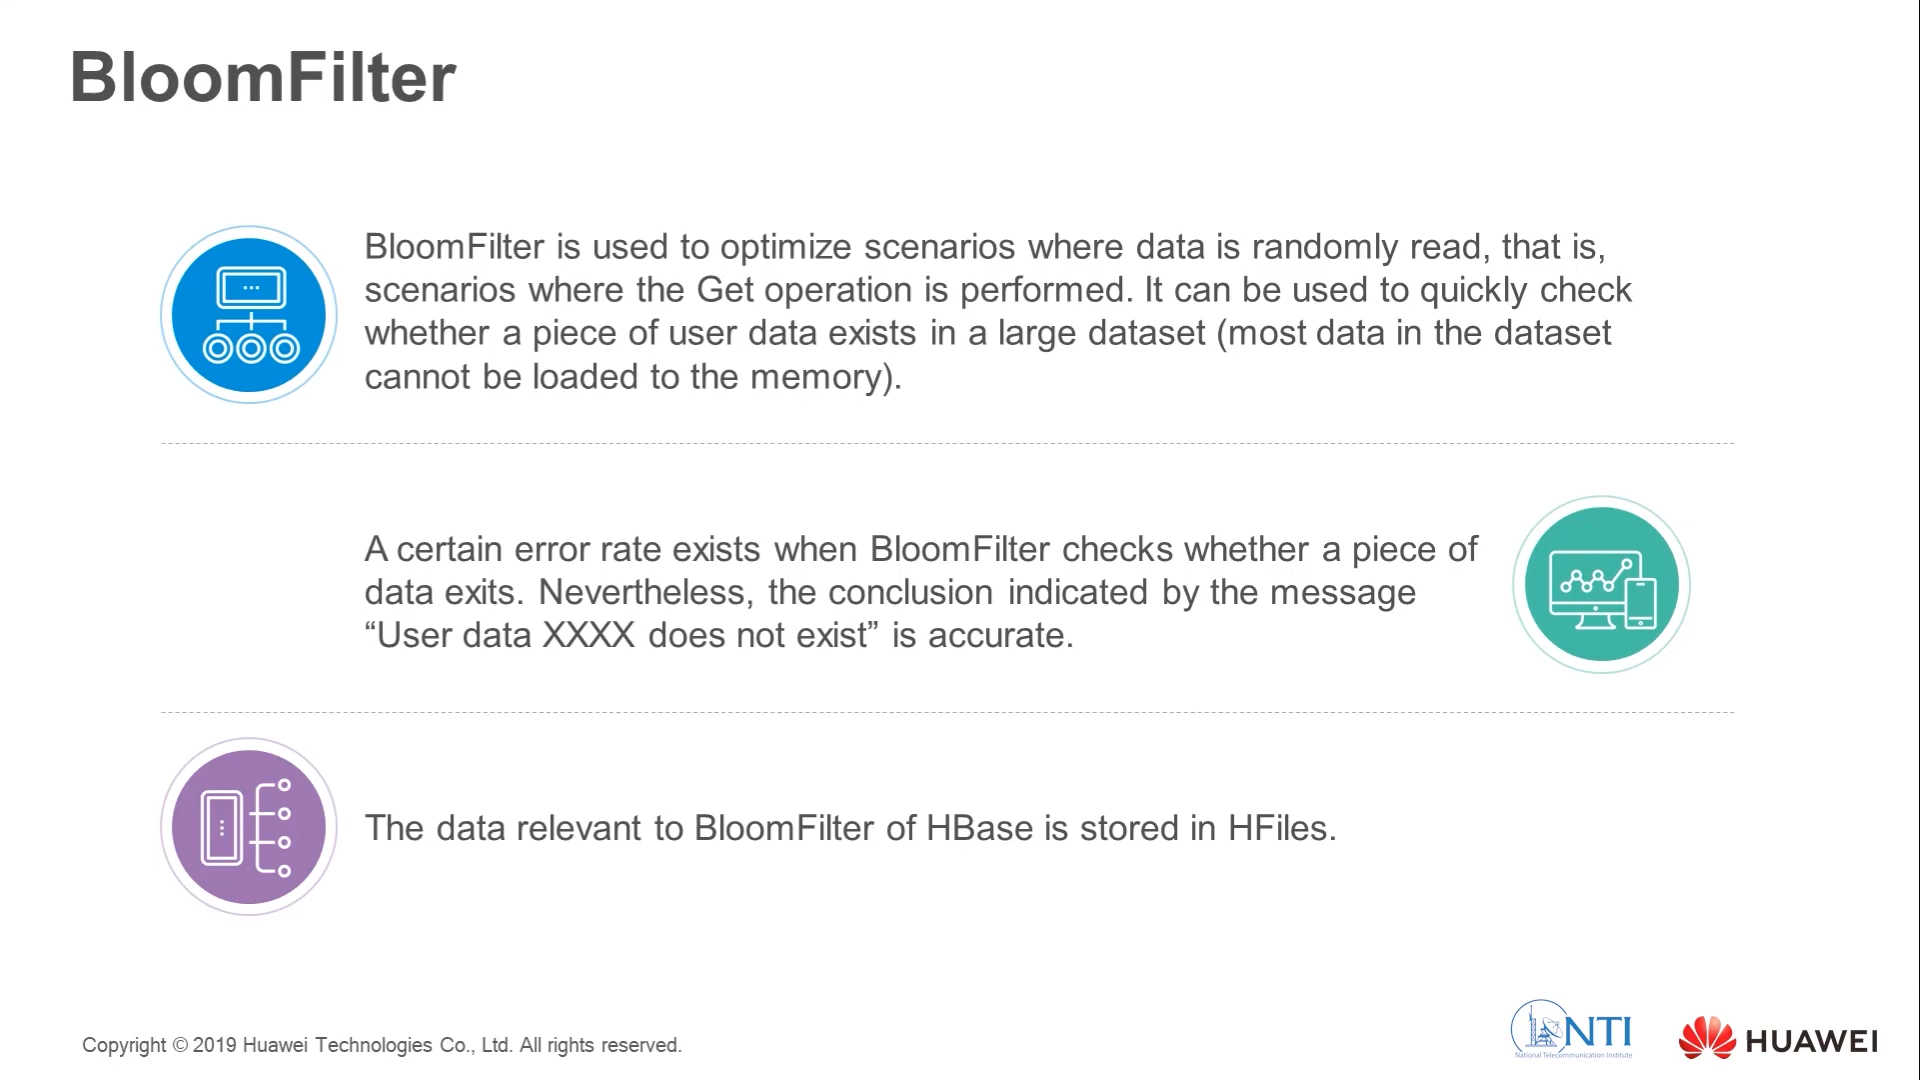 BloomFilter
BloomFilter is used to optimize scenarios where data is randomly read, that is,
scenarios where the Get operation is performed. It can be used to quickly check
whether a piece of user data exists in a large dataset (most data in the dataset
cannot be loaded to the memory).
A certain error rate exists when BloomFilter checks whether a piece of
data exits. Nevertheless, the conclusion indicated by the message
“User data XXXX does not exist” is accurate.
The data relevant to BloomFilter of HBase is stored in HFiles.
Copyright © 2019 Huawei Technologies Co., Ltd. All rights reserved.
NTI
National Telecommunication Institute
HUAWEI